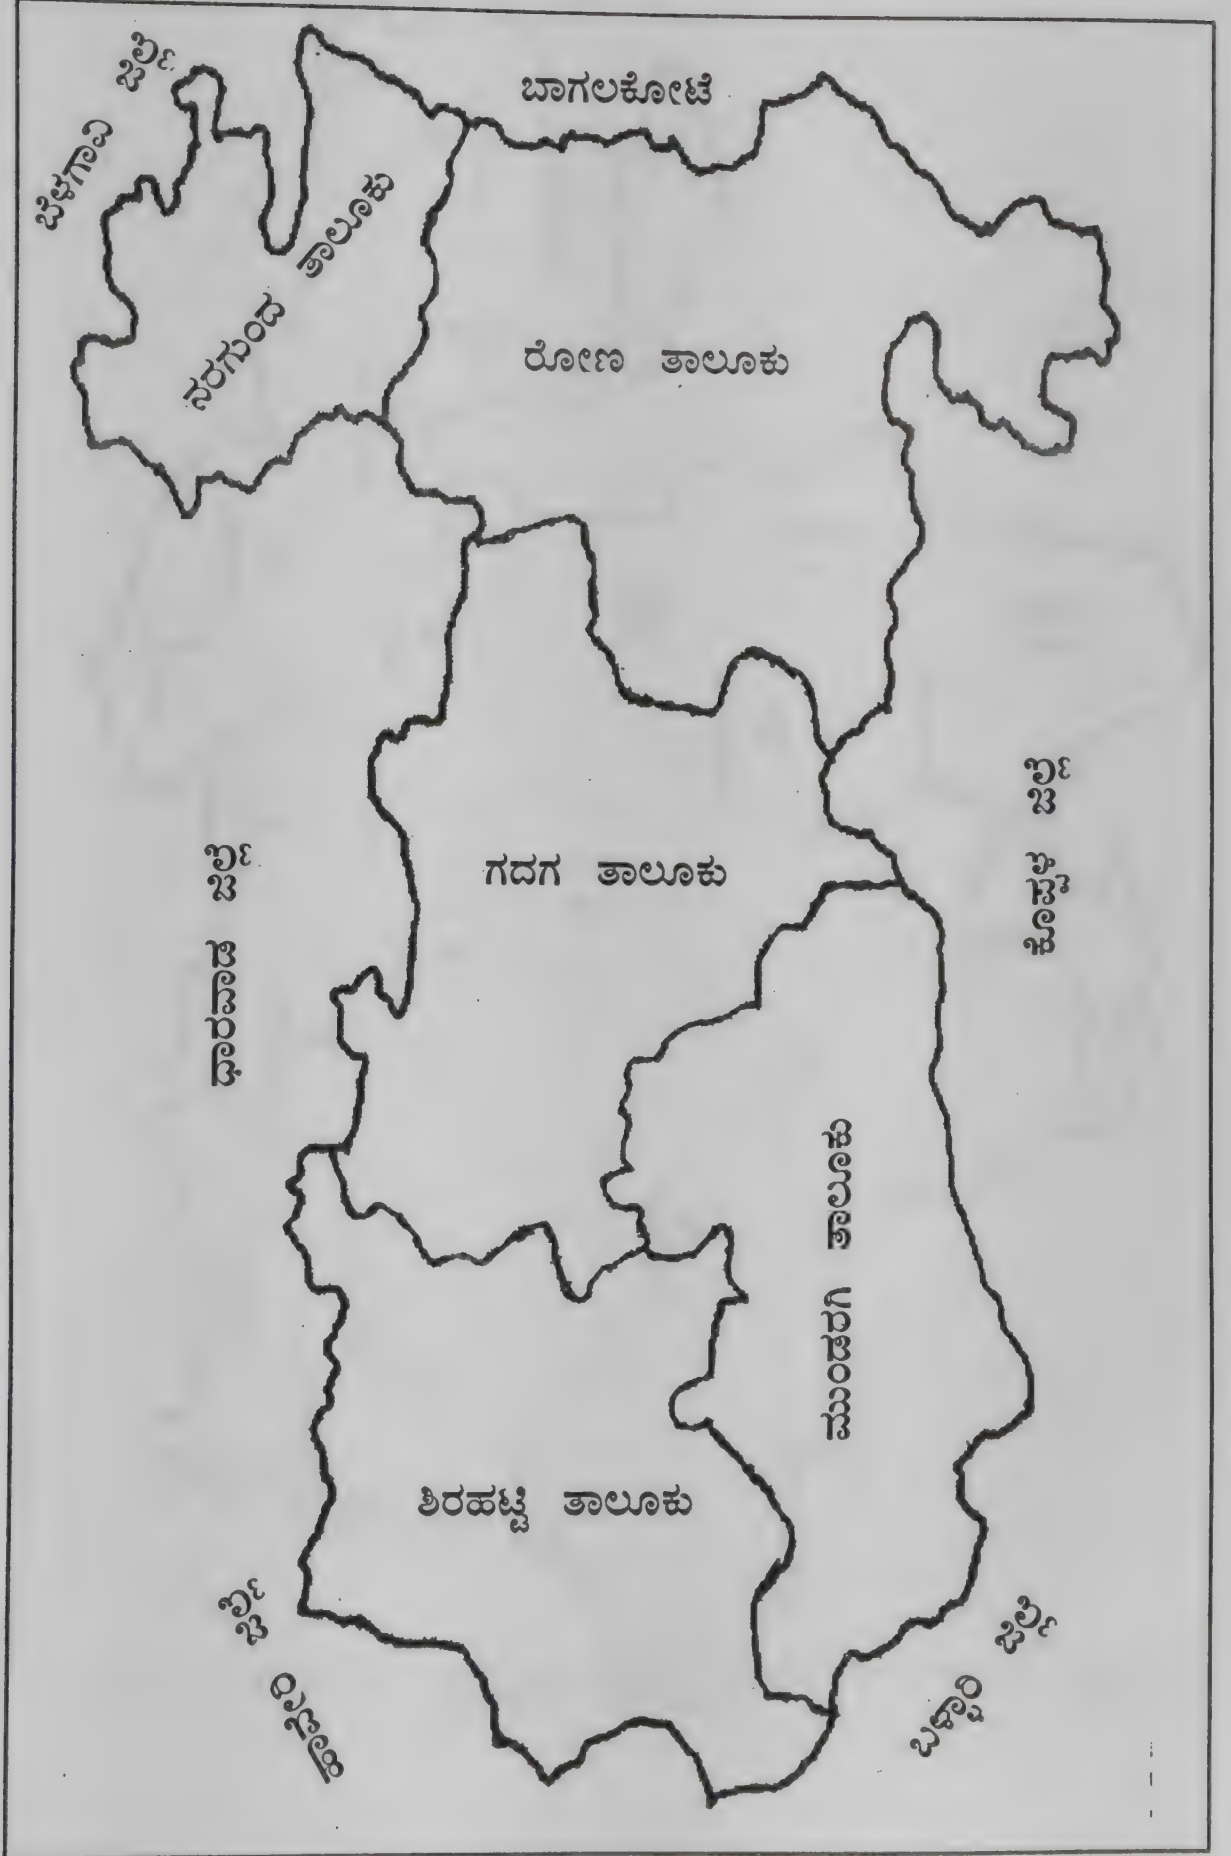 ಬೆಳಗಾವಿ ಜಿಲ್ಲೆ
ಬಾಗಲಕೋಟೆ
ನರಗುಂದ ತಾಲೂಕು
ರೋಣ ತಾಲೂಕು
ಧಾರವಾಡ ಜಿಲ್ಲೆ
ಗದಗ ತಾಲೂಕು
ಕೊಪ್ಪಳ ಜಿಲ್ಲೆ
ಮುಂಡರಗಿ ತಾಲೂಕು
ಶಿರಹಟ್ಟಿ ತಾಲೂಕು
ಹಾವೇರಿ ಜಿಲ್ಲೆ
ಬಳ್ಳಾರಿ ಜಿಲ್ಲೆ